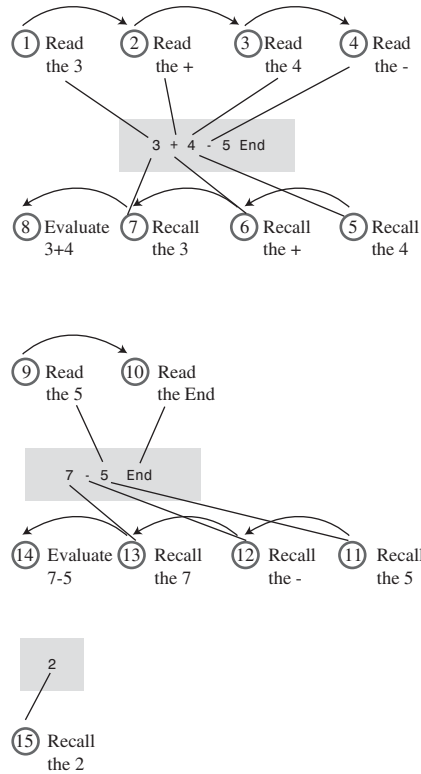 1 Read the 3
2 Read the +
3 Read the 4
4 Read the -
3 + 4 - 5 End
8 Evaluate 3+4
7 Recall the 3
6 Recall the +
5 Recall the 4
9 Read the 5
10 Read the End
7 - 5 End
14 Evaluate 7-5
13 Recall the 7
12 Recall the -
11 Recall the 5
2
15 Recall the 2